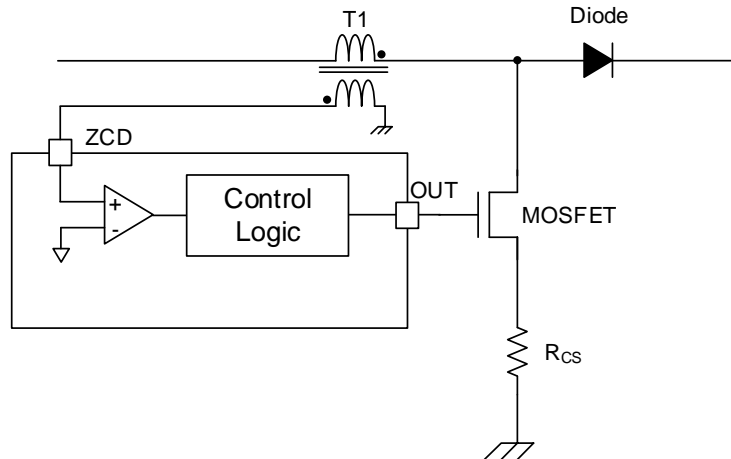 T1
Diode
ZCD
+
-
Control
Logic
OUT
MOSFET
RCS